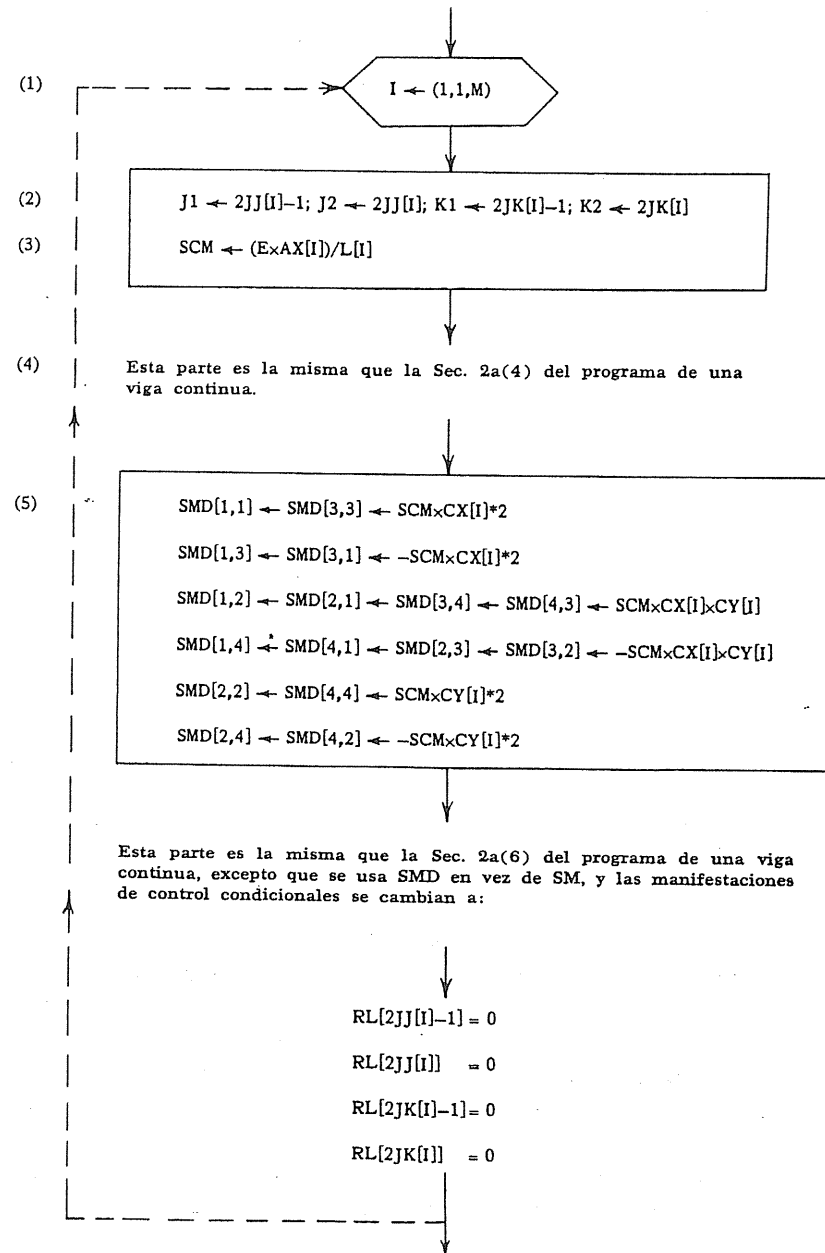 (1) I ← (1,1,M)
(2) J1 ← 2JJ[I]−1; J2 ← 2JJ[I]; K1 ← 2JK[I]−1; K2 ← 2JK[I]
(3) SCM ← (E×AX[I])/L[I]
(4) Esta parte es la misma que la Sec. 2a(4) del programa de una
viga continua.
(5) SMD[1,1] ← SMD[3,3] ← SCM×CX[I]*2
SMD[1,3] ← SMD[3,1] ← −SCM×CX[I]*2
SMD[1,2] ← SMD[2,1] ← SMD[3,4] ← SMD[4,3] ← SCM×CX[I]×CY[I]
SMD[1,4] ← SMD[4,1] ← SMD[2,3] ← SMD[3,2] ← −SCM×CX[I]×CY[I]
SMD[2,2] ← SMD[4,4] ← SCM×CY[I]*2
SMD[2,4] ← SMD[4,2] ← −SCM×CY[I]*2
Esta parte es la misma que la Sec. 2a(6) del programa de una viga
continua, excepto que se usa SMD en vez de SM, y las manifestaciones
de control condicionales se cambian a:
RL[2JJ[I]−1] = 0
RL[2JJ[I]] = 0
RL[2JK[I]−1] = 0
RL[2JK[I]] = 0